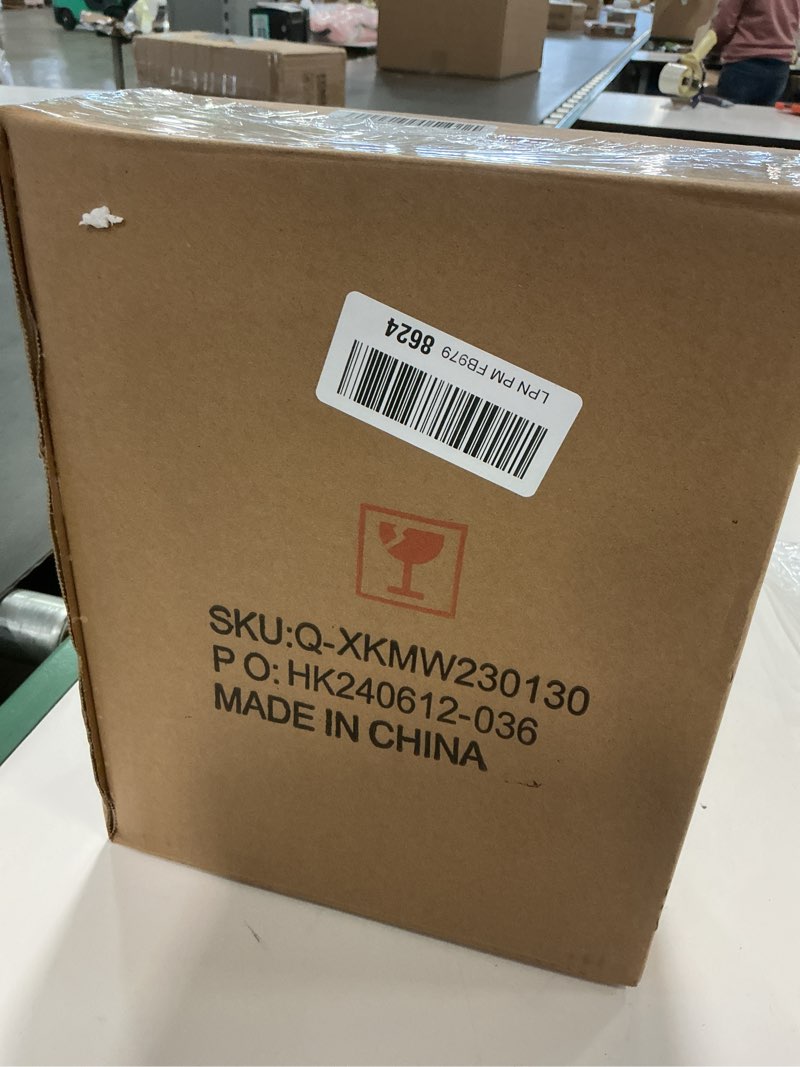 LPN PM FB979 8624
SKU:Q-XKMW230130
P O: HK240612-036
MADE IN CHINA